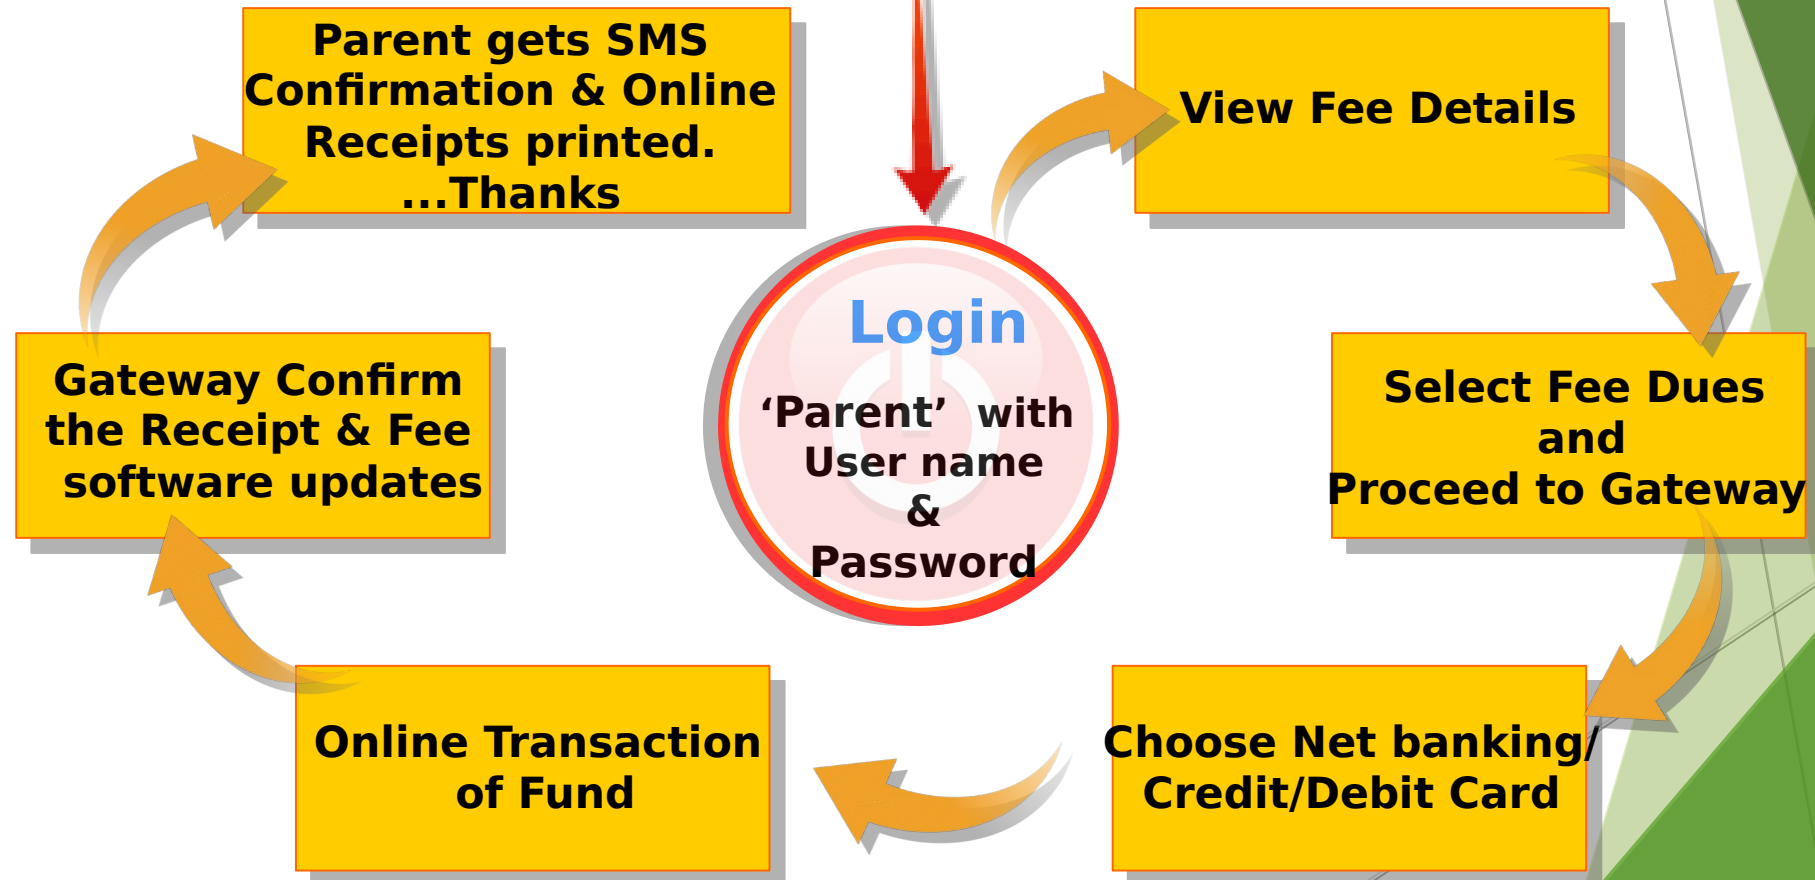 Parent gets SMS
Confirmation & Online
Receipts printed.
...Thanks
View Fee Details
Login
‘Parent’ with
User name
&
Password
Gateway Confirm
the Receipt & Fee
software updates
Select Fee Dues
and
Proceed to Gateway
Online Transaction
of Fund
Choose Net banking/
Credit/Debit Card